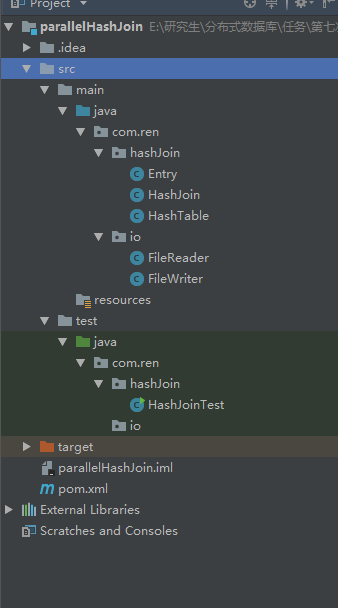 Project
parallelHashJoin E:\研究生\分布式数据库\任务\第七
.idea
src
main
java
com.ren
hashJoin
Entry
HashJoin
HashTable
io
FileReader
FileWriter
resources
test
java
com.ren
hashJoin
HashJoinTest
io
target
parallelHashJoin.iml
pom.xml
External Libraries
Scratches and Consoles